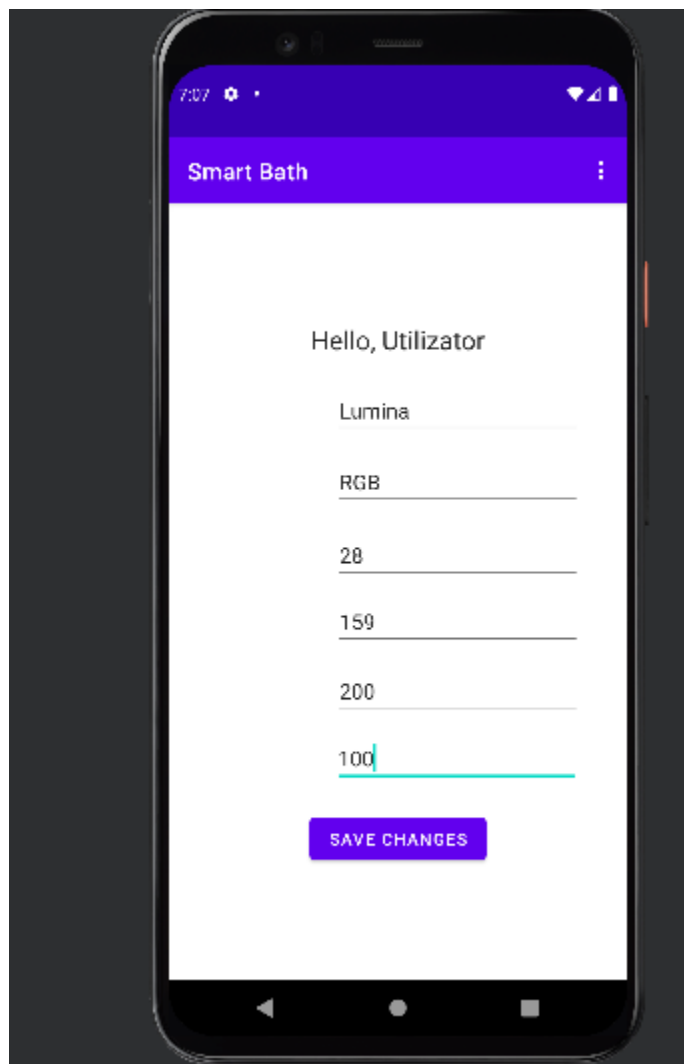 7:07
Smart Bath
Hello, Utilizator
Lumina
RGB
28
159
200
100
SAVE CHANGES